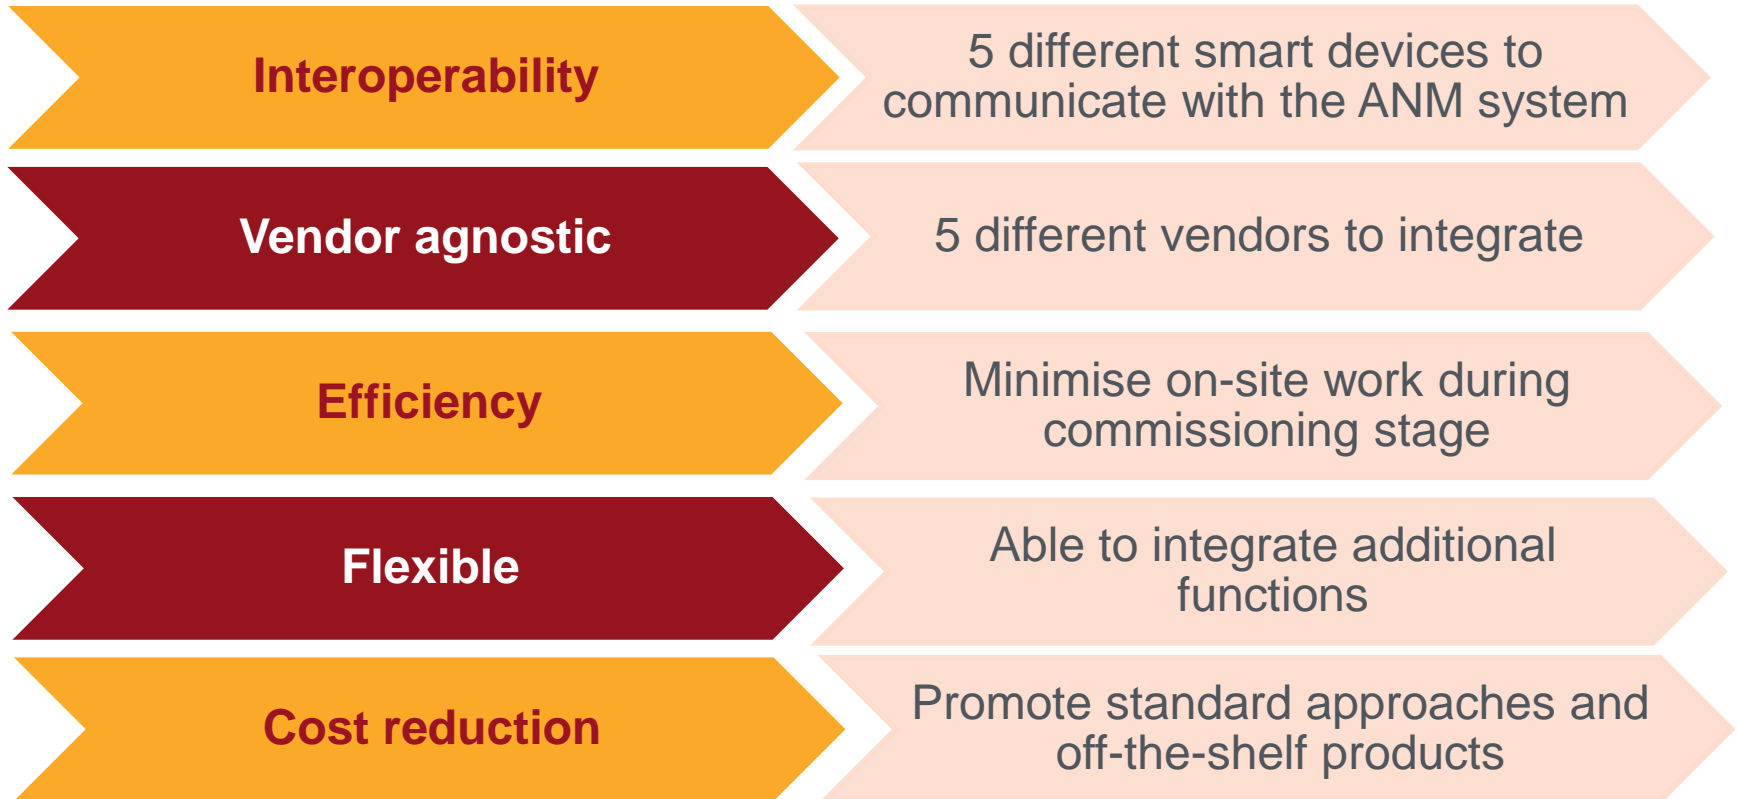 Interoperability
5 different smart devices to
communicate with the ANM system
Vendor agnostic
5 different vendors to integrate
Efficiency
Minimise on-site work during
commissioning stage
Flexible
Able to integrate additional
functions
Cost reduction
Promote standard approaches and
off-the-shelf products